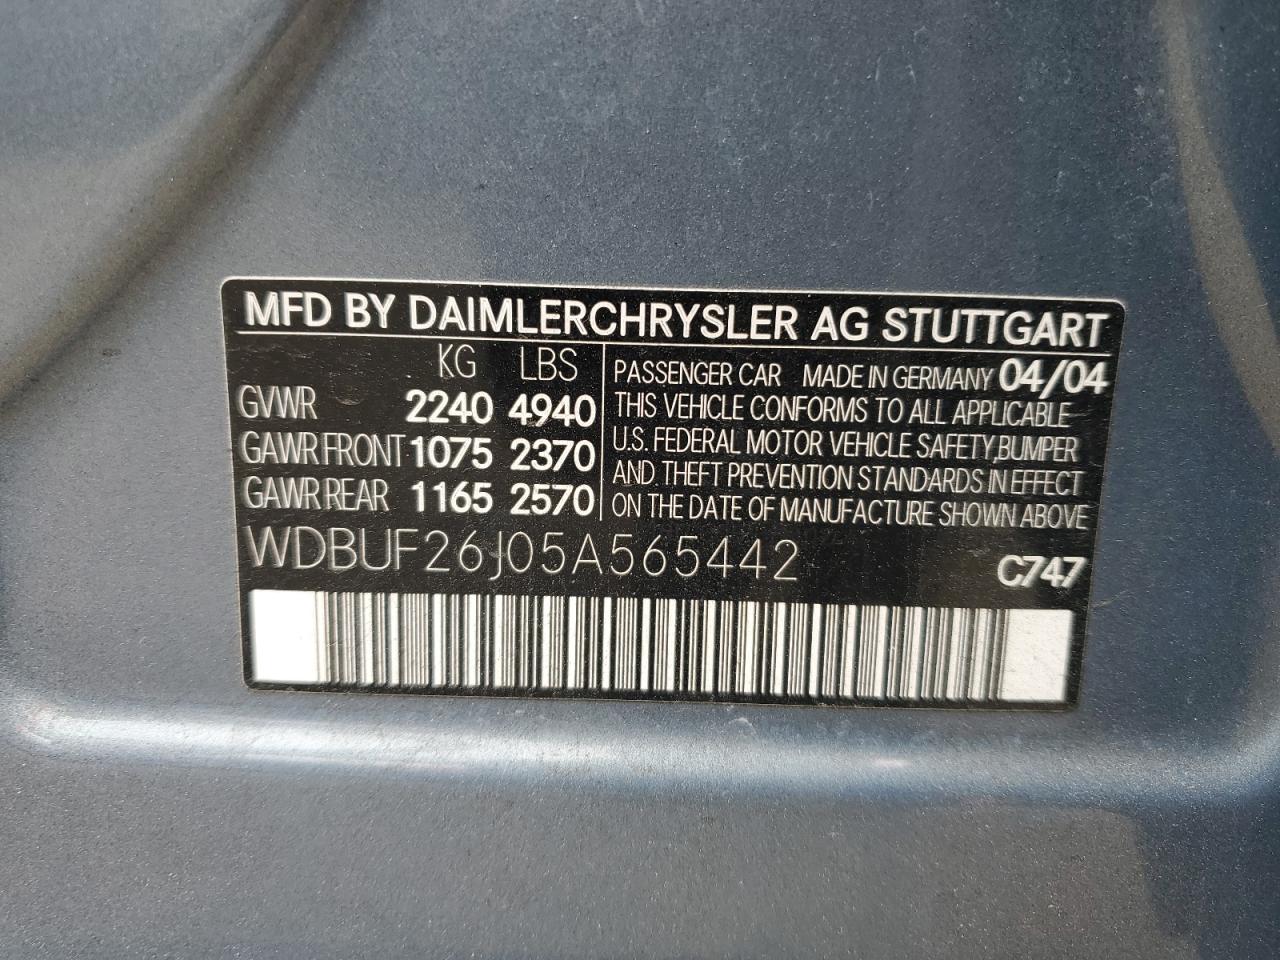 MFD BY DAIMLERCHRYSLER AG STUTTGART
KG LBS
GVWR 2240 4940
GAWR FRONT 1075 2370
GAWR REAR 1165 2570
PASSENGER CAR MADE IN GERMANY 04/04
THIS VEHICLE CONFORMS TO ALL APPLICABLE
U.S. FEDERAL MOTOR VEHICLE SAFETY, BUMPER
AND THEFT PREVENTION STANDARDS IN EFFECT
ON THE DATE OF MANUFACTURE SHOWN ABOVE
WDBUF26J05A565442
C747